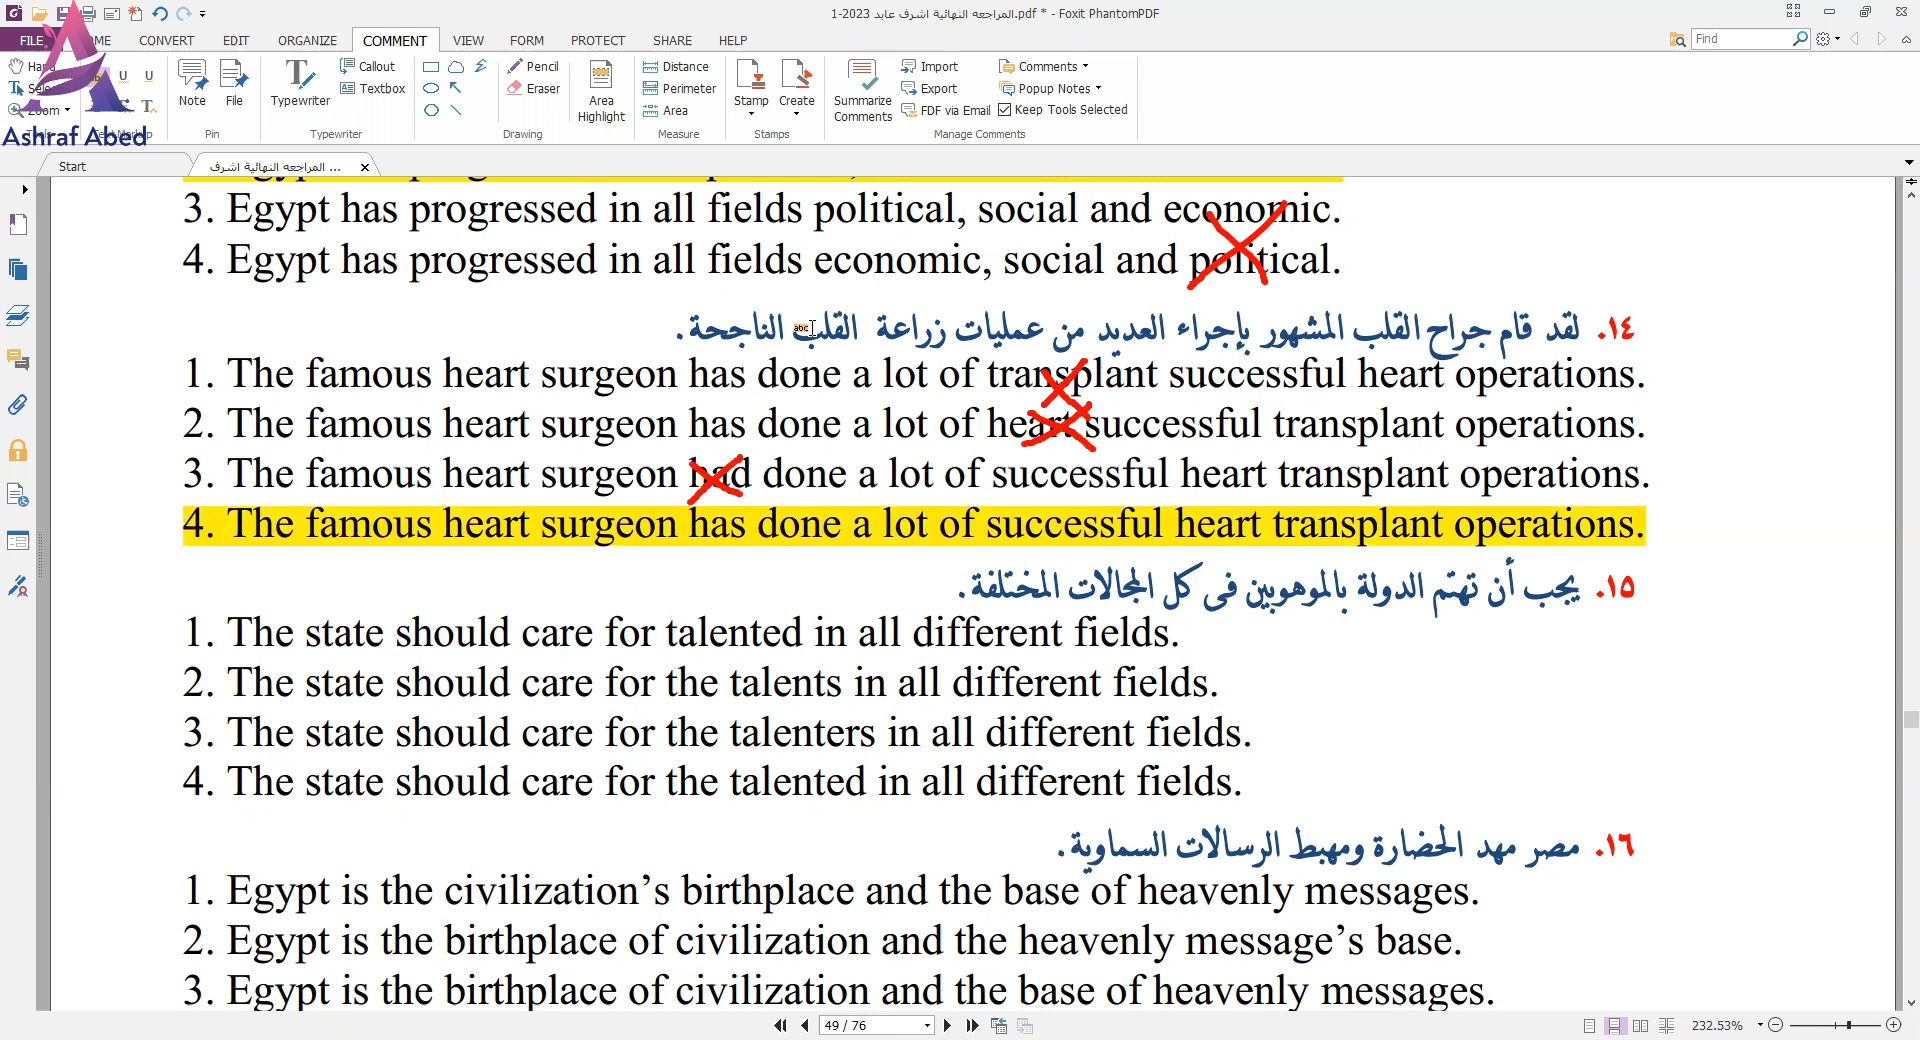 المراجعه النهائية اشرف عابد 2023-1.pdf * - Foxit PhantomPDF
FILE HOME CONVERT EDIT ORGANIZE COMMENT VIEW FORM PROTECT SHARE HELP Find
Callout Pencil Distance Import Comments
Note File Typewriter Textbox Eraser Area Highlight Perimeter Stamp Create Summarize Comments Export Popup Notes
Zoom Area FDF via Email Keep Tools Selected
Pin Typewriter Drawing Measure Stamps Manage Comments
Ashraf Abed
Start المراجعه النهائية اشرف ...
3. Egypt has progressed in all fields political, social and economic.
4. Egypt has progressed in all fields economic, social and political.
١٤. لقد قام جراح القلب المشهور بإجراء العديد من عمليات زراعة القلب الناجحة.
1. The famous heart surgeon has done a lot of transplant successful heart operations.
2. The famous heart surgeon has done a lot of heart successful transplant operations.
3. The famous heart surgeon had done a lot of successful heart transplant operations.
4. The famous heart surgeon has done a lot of successful heart transplant operations.
١٥. يجب أن تهتم الدولة بالموهوبين فى كل المجالات المختلفة.
1. The state should care for talented in all different fields.
2. The state should care for the talents in all different fields.
3. The state should care for the talenters in all different fields.
4. The state should care for the talented in all different fields.
١٦. مصر مهد الحضارة ومهبط الرسالات السماوية.
1. Egypt is the civilization’s birthplace and the base of heavenly messages.
2. Egypt is the birthplace of civilization and the heavenly message’s base.
3. Egypt is the birthplace of civilization and the base of heavenly messages.
49 / 76 232.53%